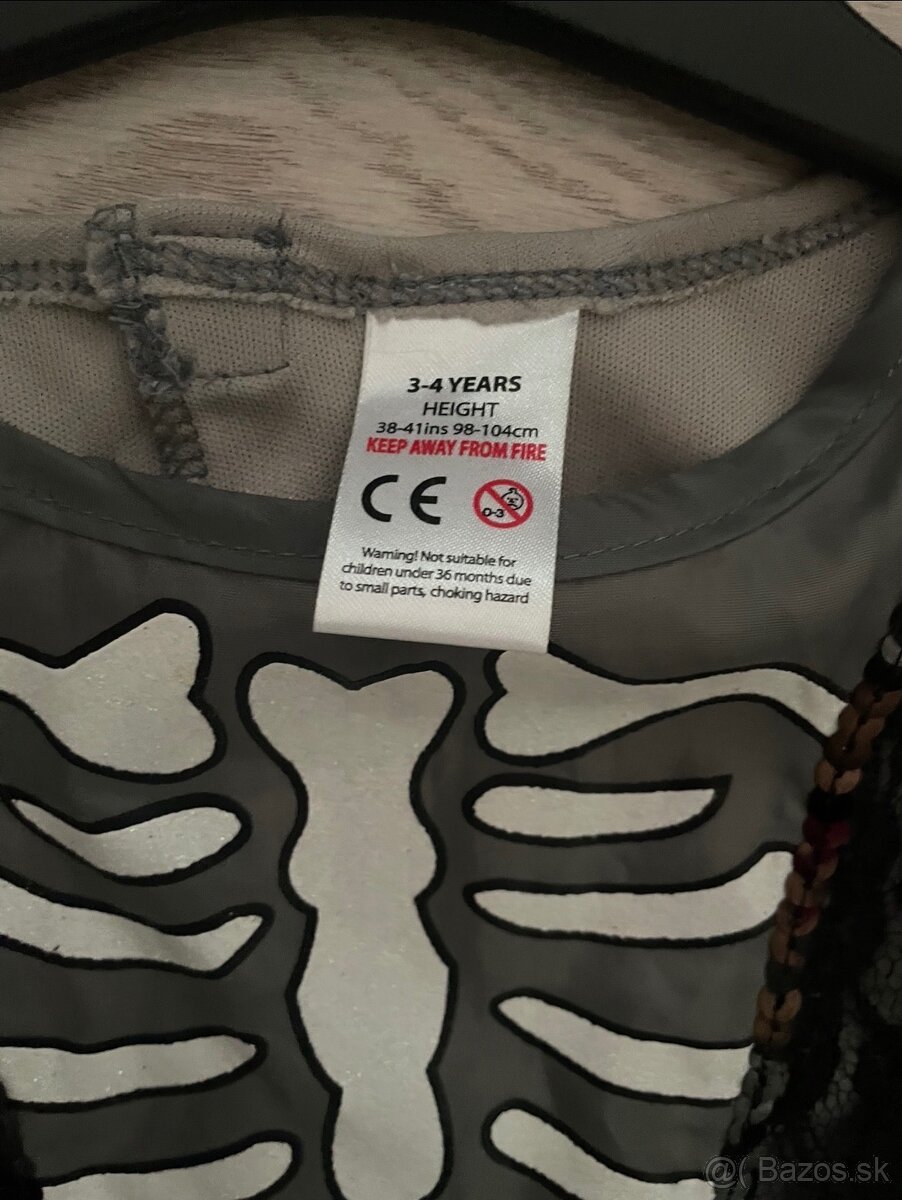 3-4 YEARS
HEIGHT
38-41ins 98-104cm
KEEP AWAY FROM FIRE
CE
0-3
Warning! Not suitable for
children under 36 months due
to small parts, choking hazard
@( Bazos.sk